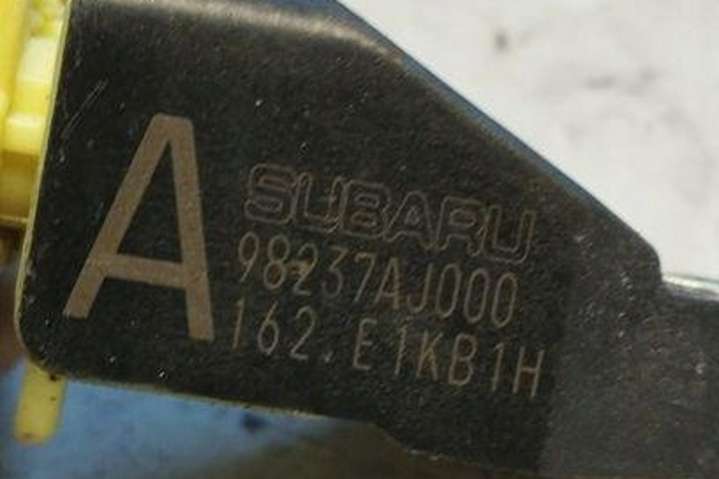 A
SUBARU
98237AJ000
162.E1KB1H